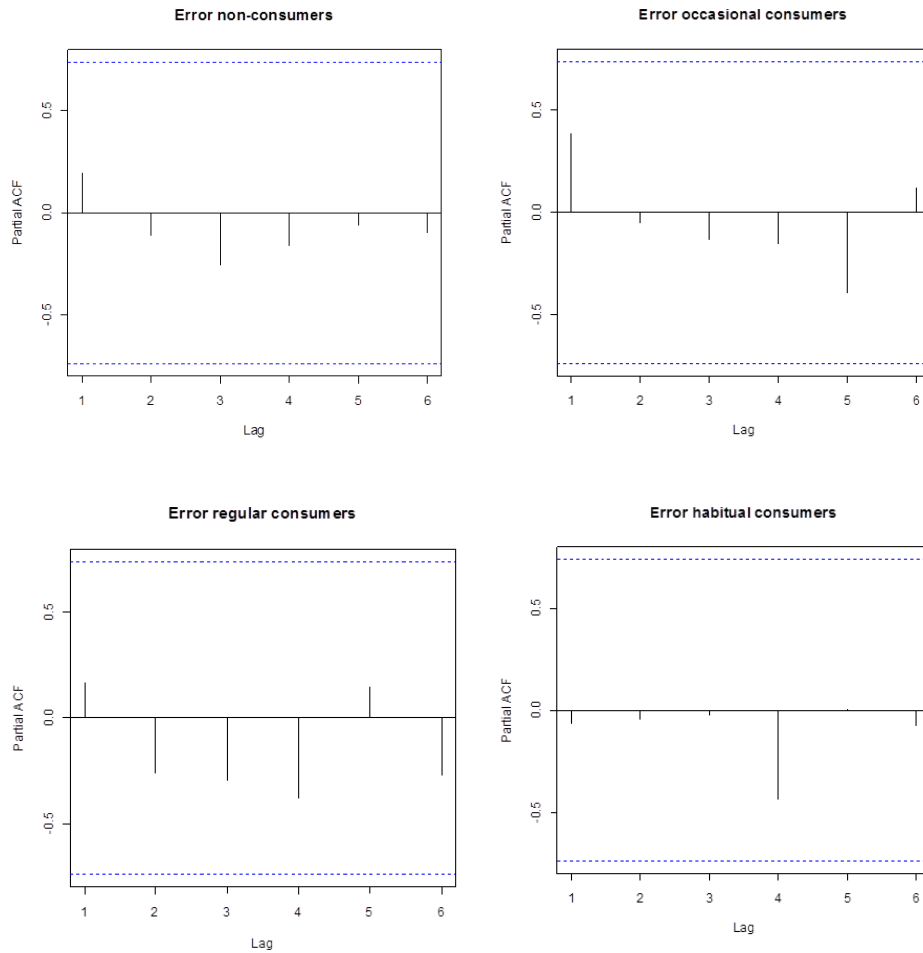 Error non-consumers
Partial ACF
0.5
0.0
-0.5
1 2 3 4 5 6
Lag
Error occasional consumers
Partial ACF
0.5
0.0
-0.5
1 2 3 4 5 6
Lag
Error regular consumers
Partial ACF
0.5
0.0
-0.5
1 2 3 4 5 6
Lag
Error habitual consumers
Partial ACF
0.5
0.0
-0.5
1 2 3 4 5 6
Lag